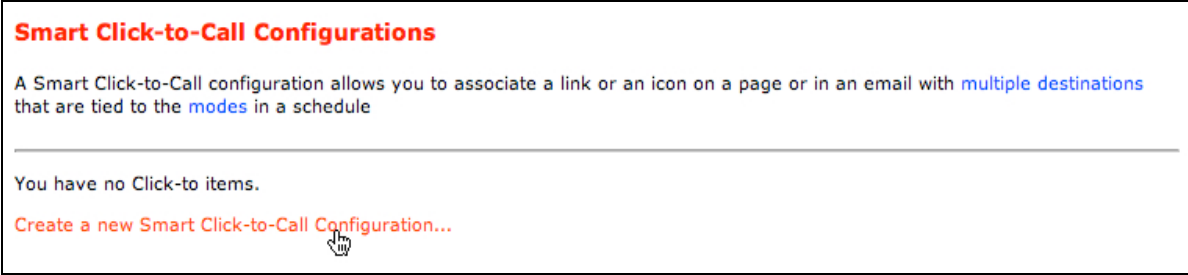 Smart Click-to-Call Configurations
A Smart Click-to-Call configuration allows you to associate a link or an icon on a page or in an email with multiple destinations
that are tied to the modes in a schedule
You have no Click-to items.
Create a new Smart Click-to-Call Configuration...